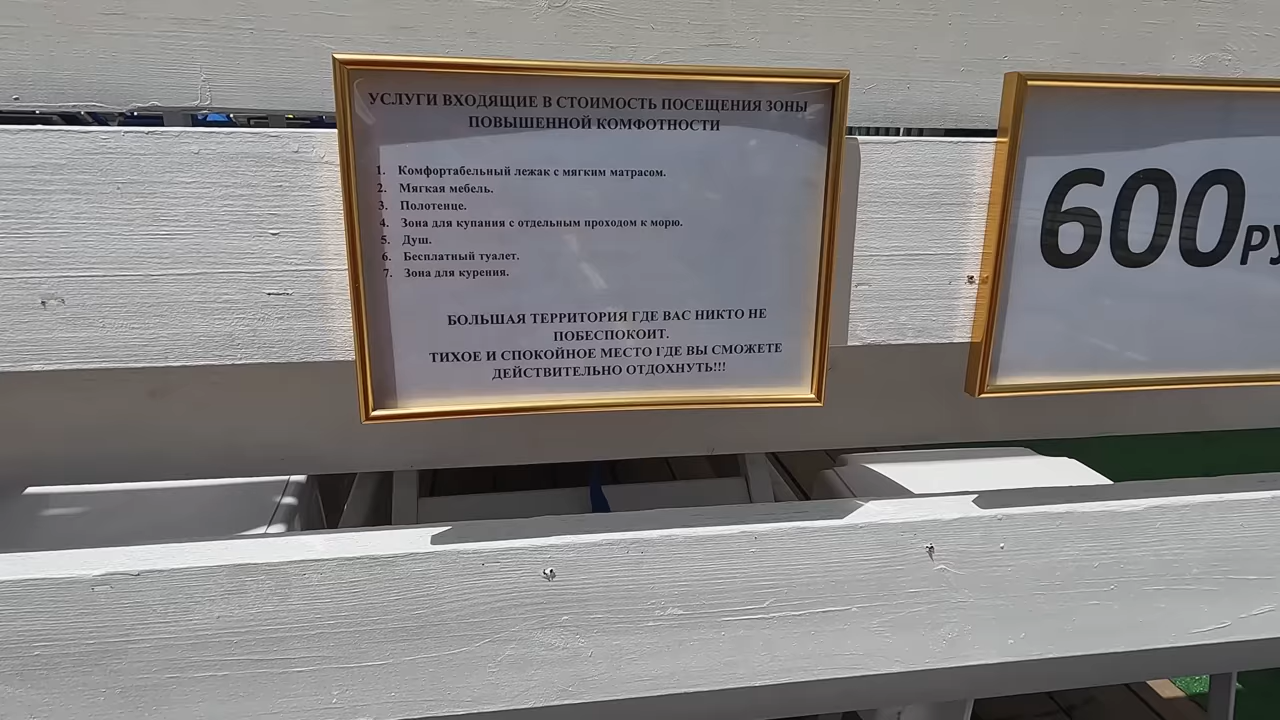 УСЛУГИ ВХОДЯЩИЕ В СТОИМОСТЬ ПОСЕЩЕНИЯ ЗОНЫ
ПОВЫШЕННОЙ КОМФОТНОСТИ
1. Комфортабельный лежак с мягким матрасом.
2. Мягкая мебель.
3. Полотенце.
4. Зона для купания с отдельным проходом к морю.
5. Душ.
6. Бесплатный туалет.
7. Зона для курения.
БОЛЬШАЯ ТЕРРИТОРИЯ ГДЕ ВАС НИКТО НЕ
ПОБЕСПОКОИТ.
ТИХОЕ И СПОКОЙНОЕ МЕСТО ГДЕ ВЫ СМОЖЕТЕ
ДЕЙСТВИТЕЛЬНО ОТДОХНУТЬ!!!
600